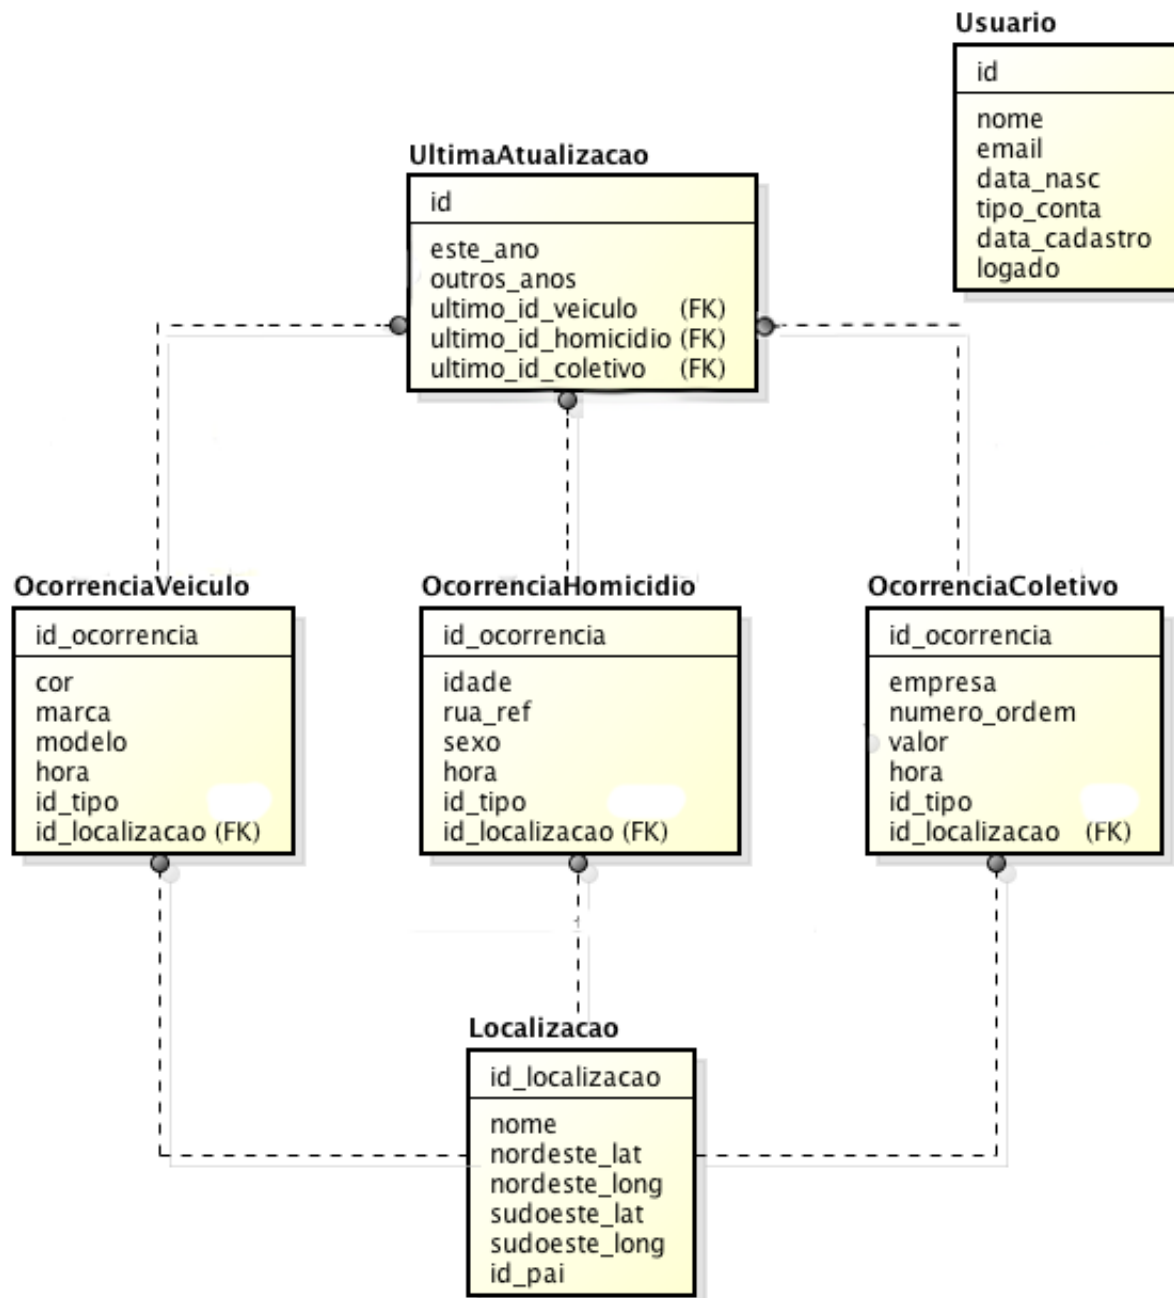 Usuario
id
nome
email
data_nasc
tipo_conta
data_cadastro
logado
UltimaAtualizacao
id
este_ano
outros_anos
ultimo_id_veiculo (FK)
ultimo_id_homicidio (FK)
ultimo_id_coletivo (FK)
OcorrenciaVeiculo
id_ocorrencia
cor
marca
modelo
hora
id_tipo
id_localizacao (FK)
OcorrenciaHomicidio
id_ocorrencia
idade
rua_ref
sexo
hora
id_tipo
id_localizacao (FK)
OcorrenciaColetivo
id_ocorrencia
empresa
numero_ordem
valor
hora
id_tipo
id_localizacao (FK)
Localizacao
id_localizacao
nome
nordeste_lat
nordeste_long
sudoeste_lat
sudoeste_long
id_pai